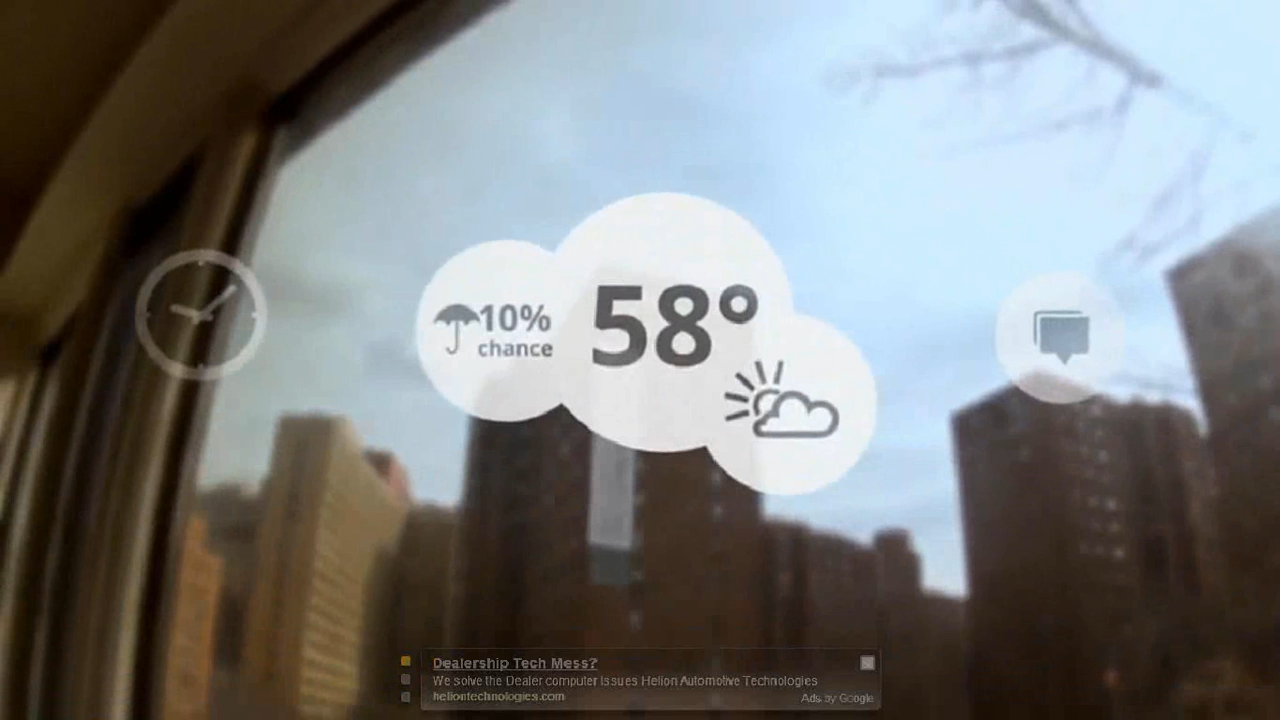 10%
chance
58°
Dealership Tech Mess?
We solve the Dealer computer Issues Helion Automotive Technologies
heliontechnologies.com
Ads by Google